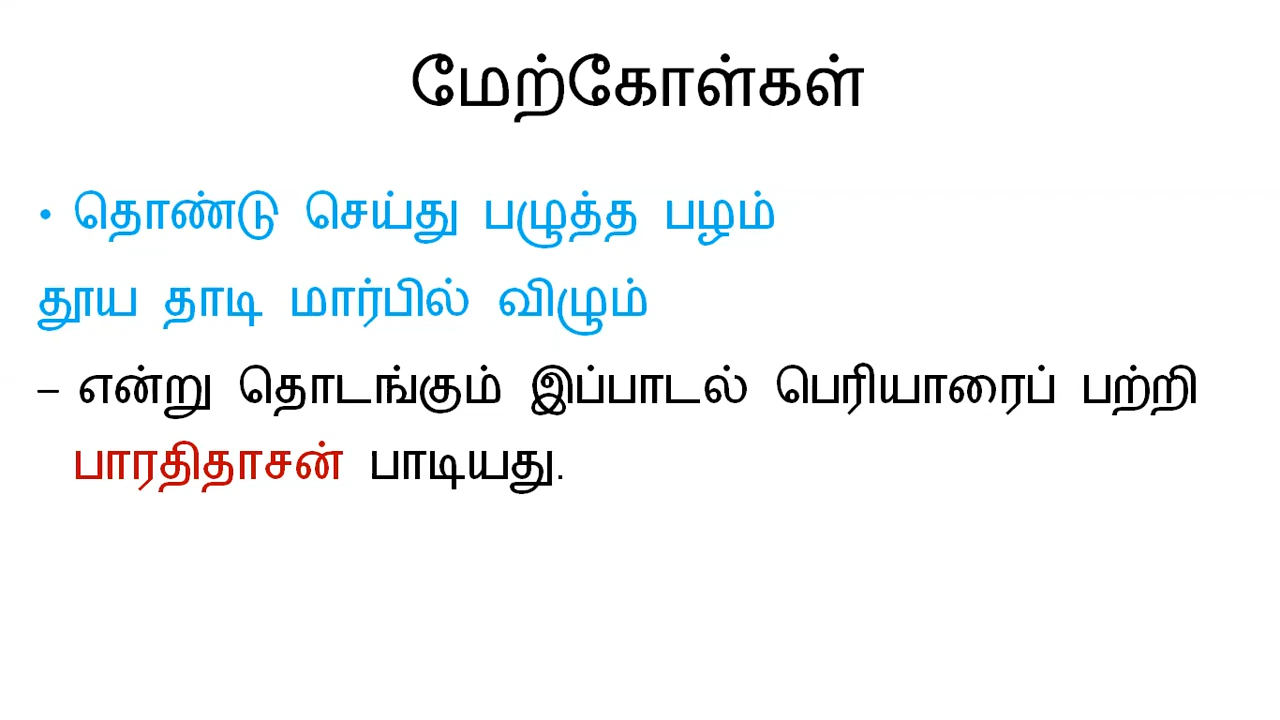 மேற்கோள்கள்
• தொண்டு செய்து பழுத்த பழம்
தூய தாடி மார்பில் விழும்
– என்று தொடங்கும் இப்பாடல் பெரியாரைப் பற்றி
பாரதிதாசன் பாடியது.